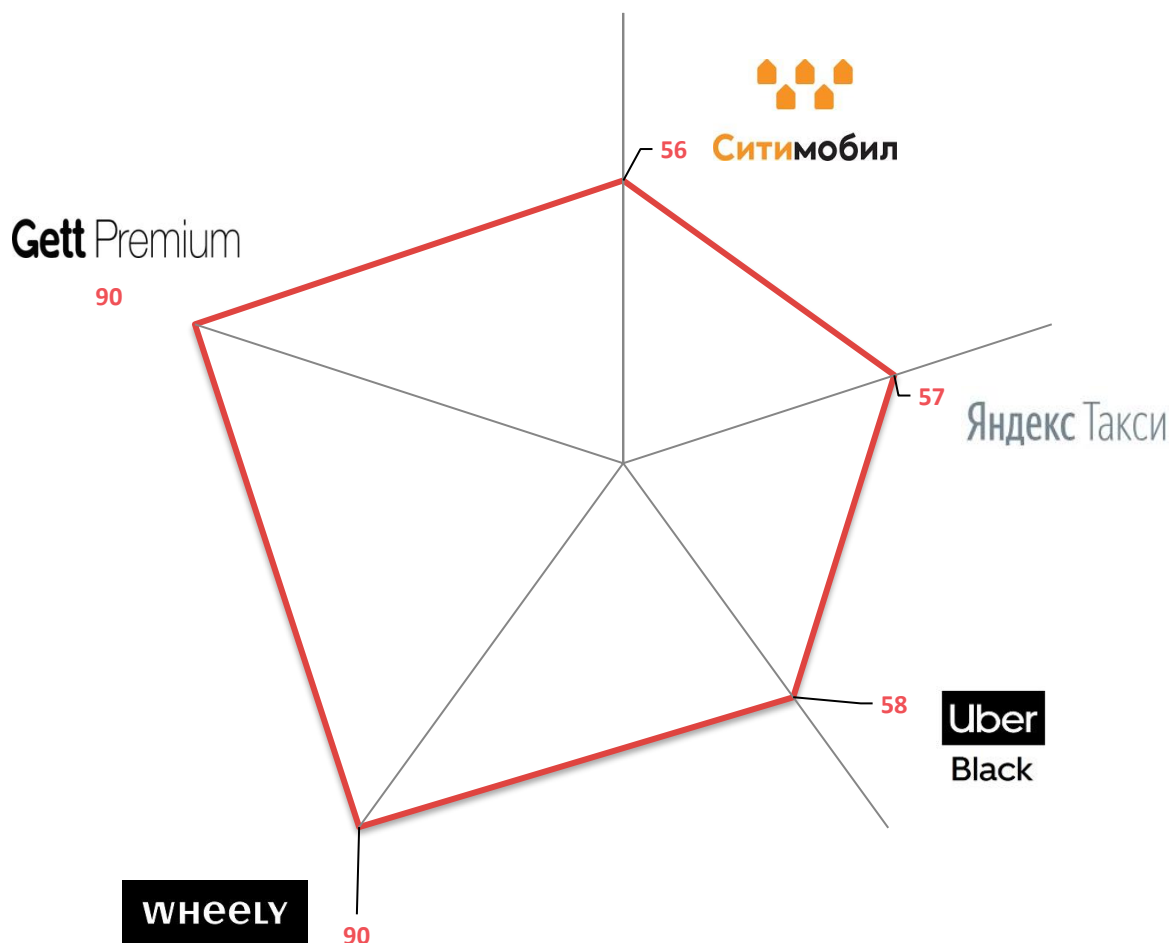 56
Ситимобил
Gett Premium
90
57
Яндекс Такси
58
Uber
Black
WHEELY
90